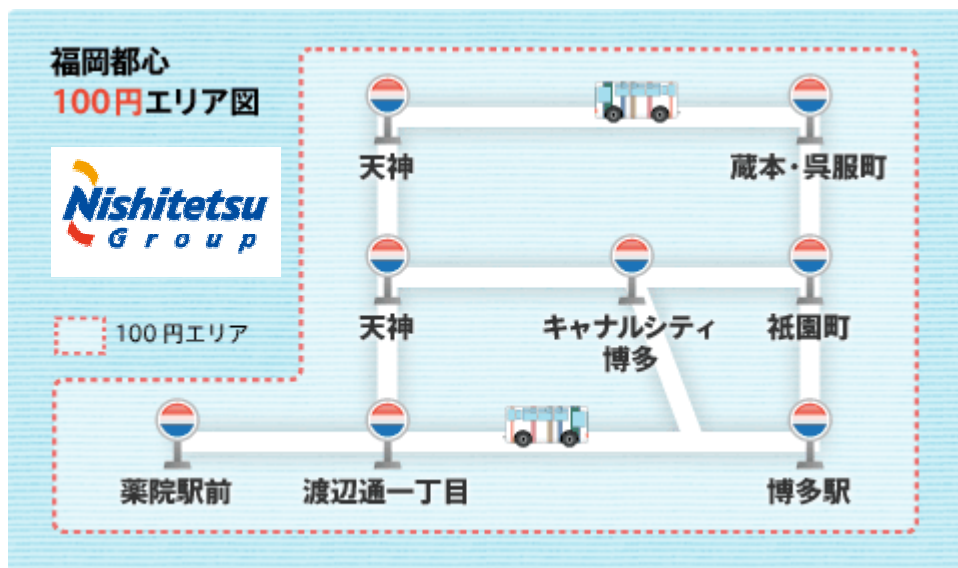 福岡都心
100円エリア図
Nishitetsu
Group
100円エリア
天神
蔵本・呉服町
天神
キャナルシティ
博多
祇園町
薬院駅前
渡辺通一丁目
博多駅